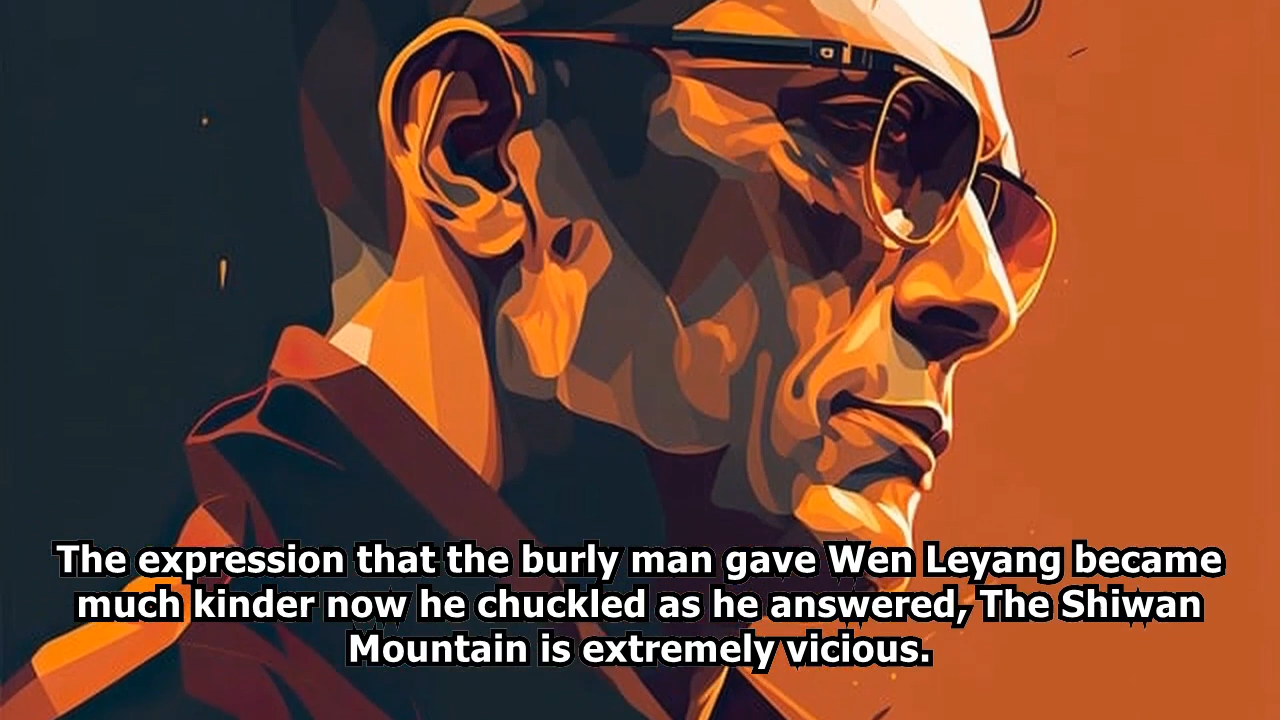 The expression that the burly man gave Wen Leyang became
much kinder now he chuckled as he answered, The Shiwan
Mountain is extremely vicious.